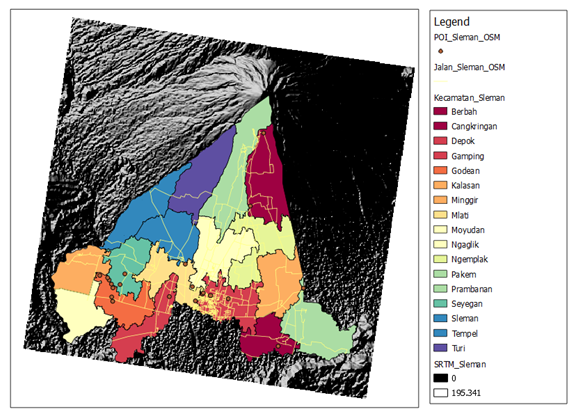 Legend
POI_Sleman_OSM
Jalan_Sleman_OSM
Kecamatan_Sleman
Berbah
Cangkringan
Depok
Gamping
Godean
Kalasan
Minggir
Mlati
Moyudan
Ngaglik
Ngemplak
Pakem
Prambanan
Seyegan
Sleman
Tempel
Turi
SRTM_Sleman
0
195.341